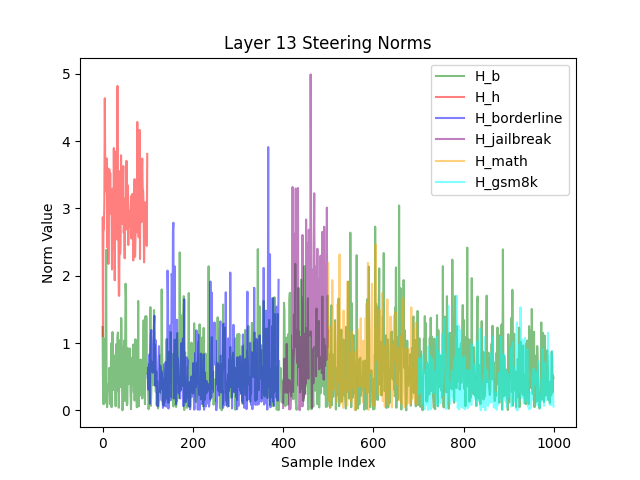 Layer 13 Steering Norms
5
4
3
2
1
0
Norm Value
H_b
H_h
H_borderline
H_jailbreak
H_math
H_gsm8k
0
200
400
600
800
1000
Sample Index